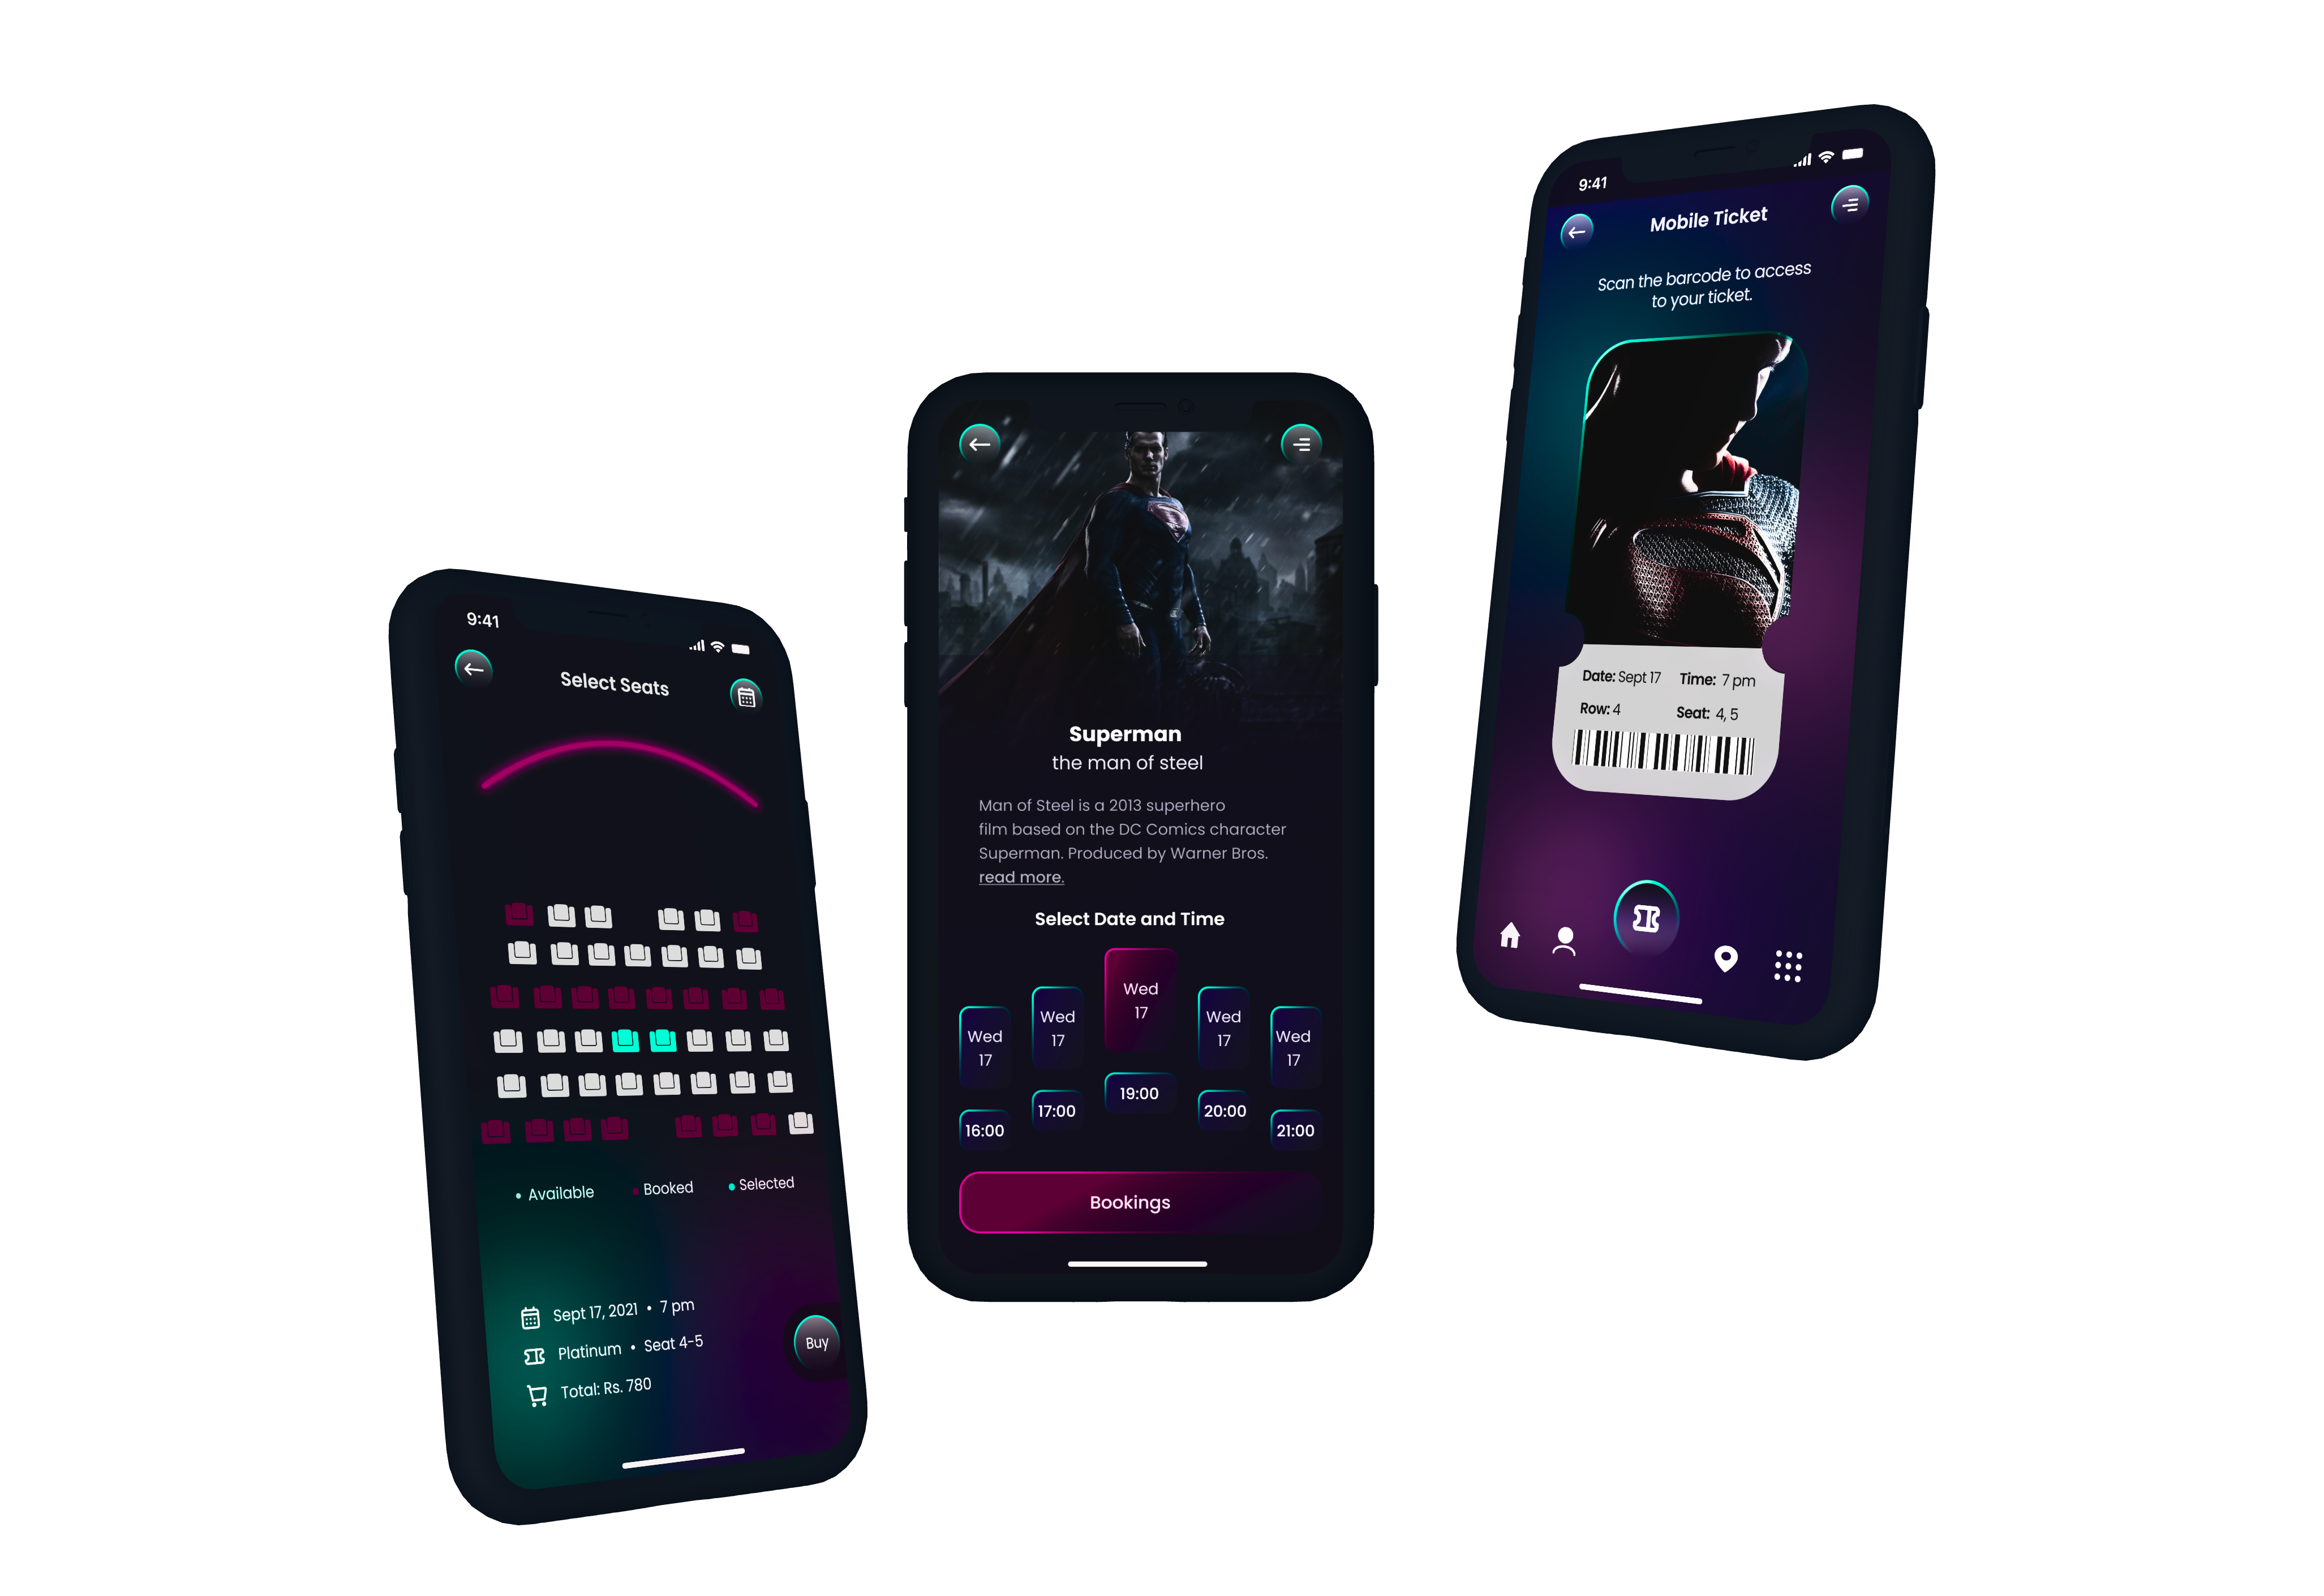 9:41
Select Seats
Available
Booked
Selected
Sept 17, 2021 • 7 pm
Platinum • Seat 4-5
Total: Rs. 780
Buy
Superman
the man of steel
Man of Steel is a 2013 superhero
film based on the DC Comics character
Superman. Produced by Warner Bros.
read more.
Select Date and Time
Wed
17
Wed
17
Wed
17
Wed
17
Wed
17
16:00
17:00
19:00
20:00
21:00
Bookings
9:41
Mobile Ticket
Scan the barcode to access
to your ticket.
Date: Sept 17 Time: 7 pm
Row: 4 Seat: 4, 5